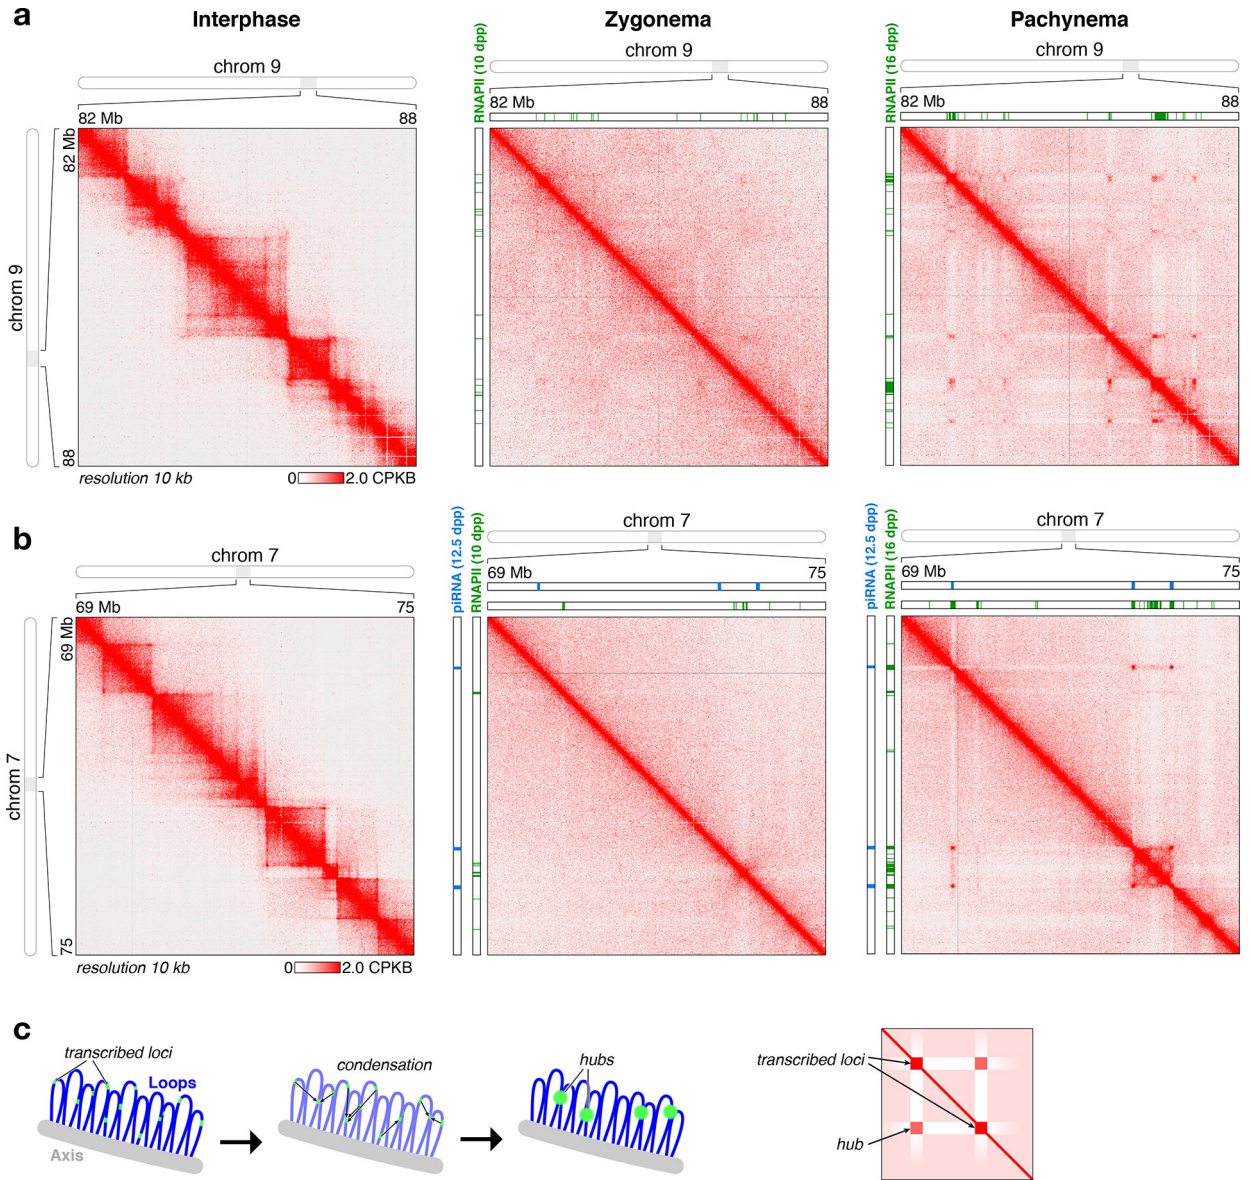 a
Interphase
Zygonema
Pachynema
chrom 9
82 Mb
88
chrom 9
82 Mb
88
resolution 10 kb
0
2.0 CPKB
RNAPII (10 dpp)
chrom 9
82 Mb
88
RNAPII (16 dpp)
chrom 9
82 Mb
88
b
chrom 7
69 Mb
75
chrom 7
69 Mb
75
resolution 10 kb
0
2.0 CPKB
piRNA (12.5 dpp)
RNAPII (10 dpp)
chrom 7
69 Mb
75
piRNA (12.5 dpp)
RNAPII (16 dpp)
chrom 7
69 Mb
75
c
transcribed loci
Loops
Axis
condensation
hubs
transcribed loci
hub